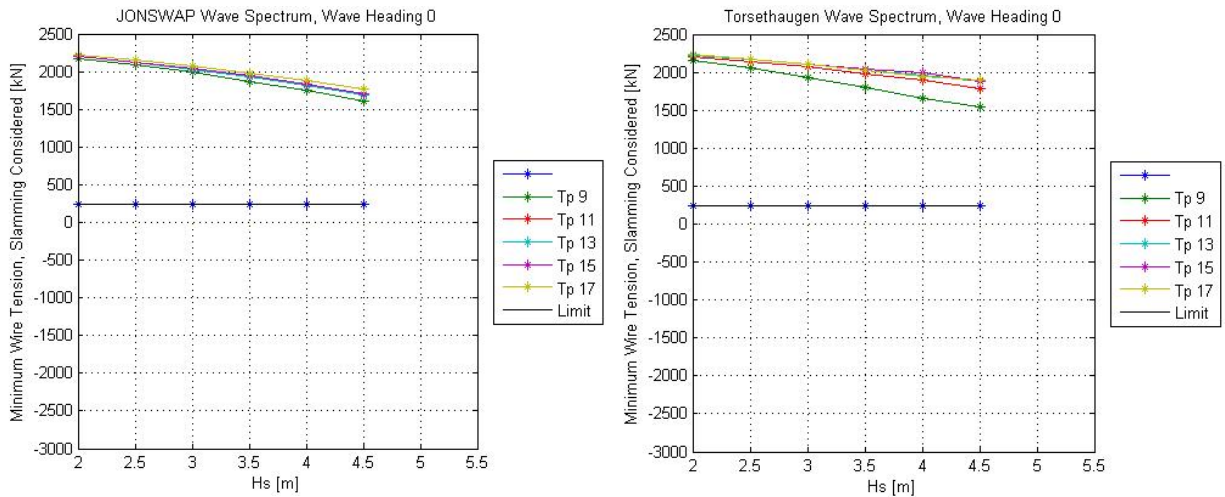 JONSWAP Wave Spectrum, Wave Heading 0
Minimum Wire Tension, Slamming Considered [kN]
2500
2000
1500
1000
500
0
-500
-1000
-1500
-2000
-2500
-3000
2 2.5 3 3.5 4 4.5 5 5.5
Hs [m]
Tp 9
Tp 11
Tp 13
Tp 15
Tp 17
Limit
Torsethaugen Wave Spectrum, Wave Heading 0
Minimum Wire Tension, Slamming Considered [kN]
2500
2000
1500
1000
500
0
-500
-1000
-1500
-2000
-2500
-3000
2 2.5 3 3.5 4 4.5 5 5.5
Hs [m]
Tp 9
Tp 11
Tp 13
Tp 15
Tp 17
Limit